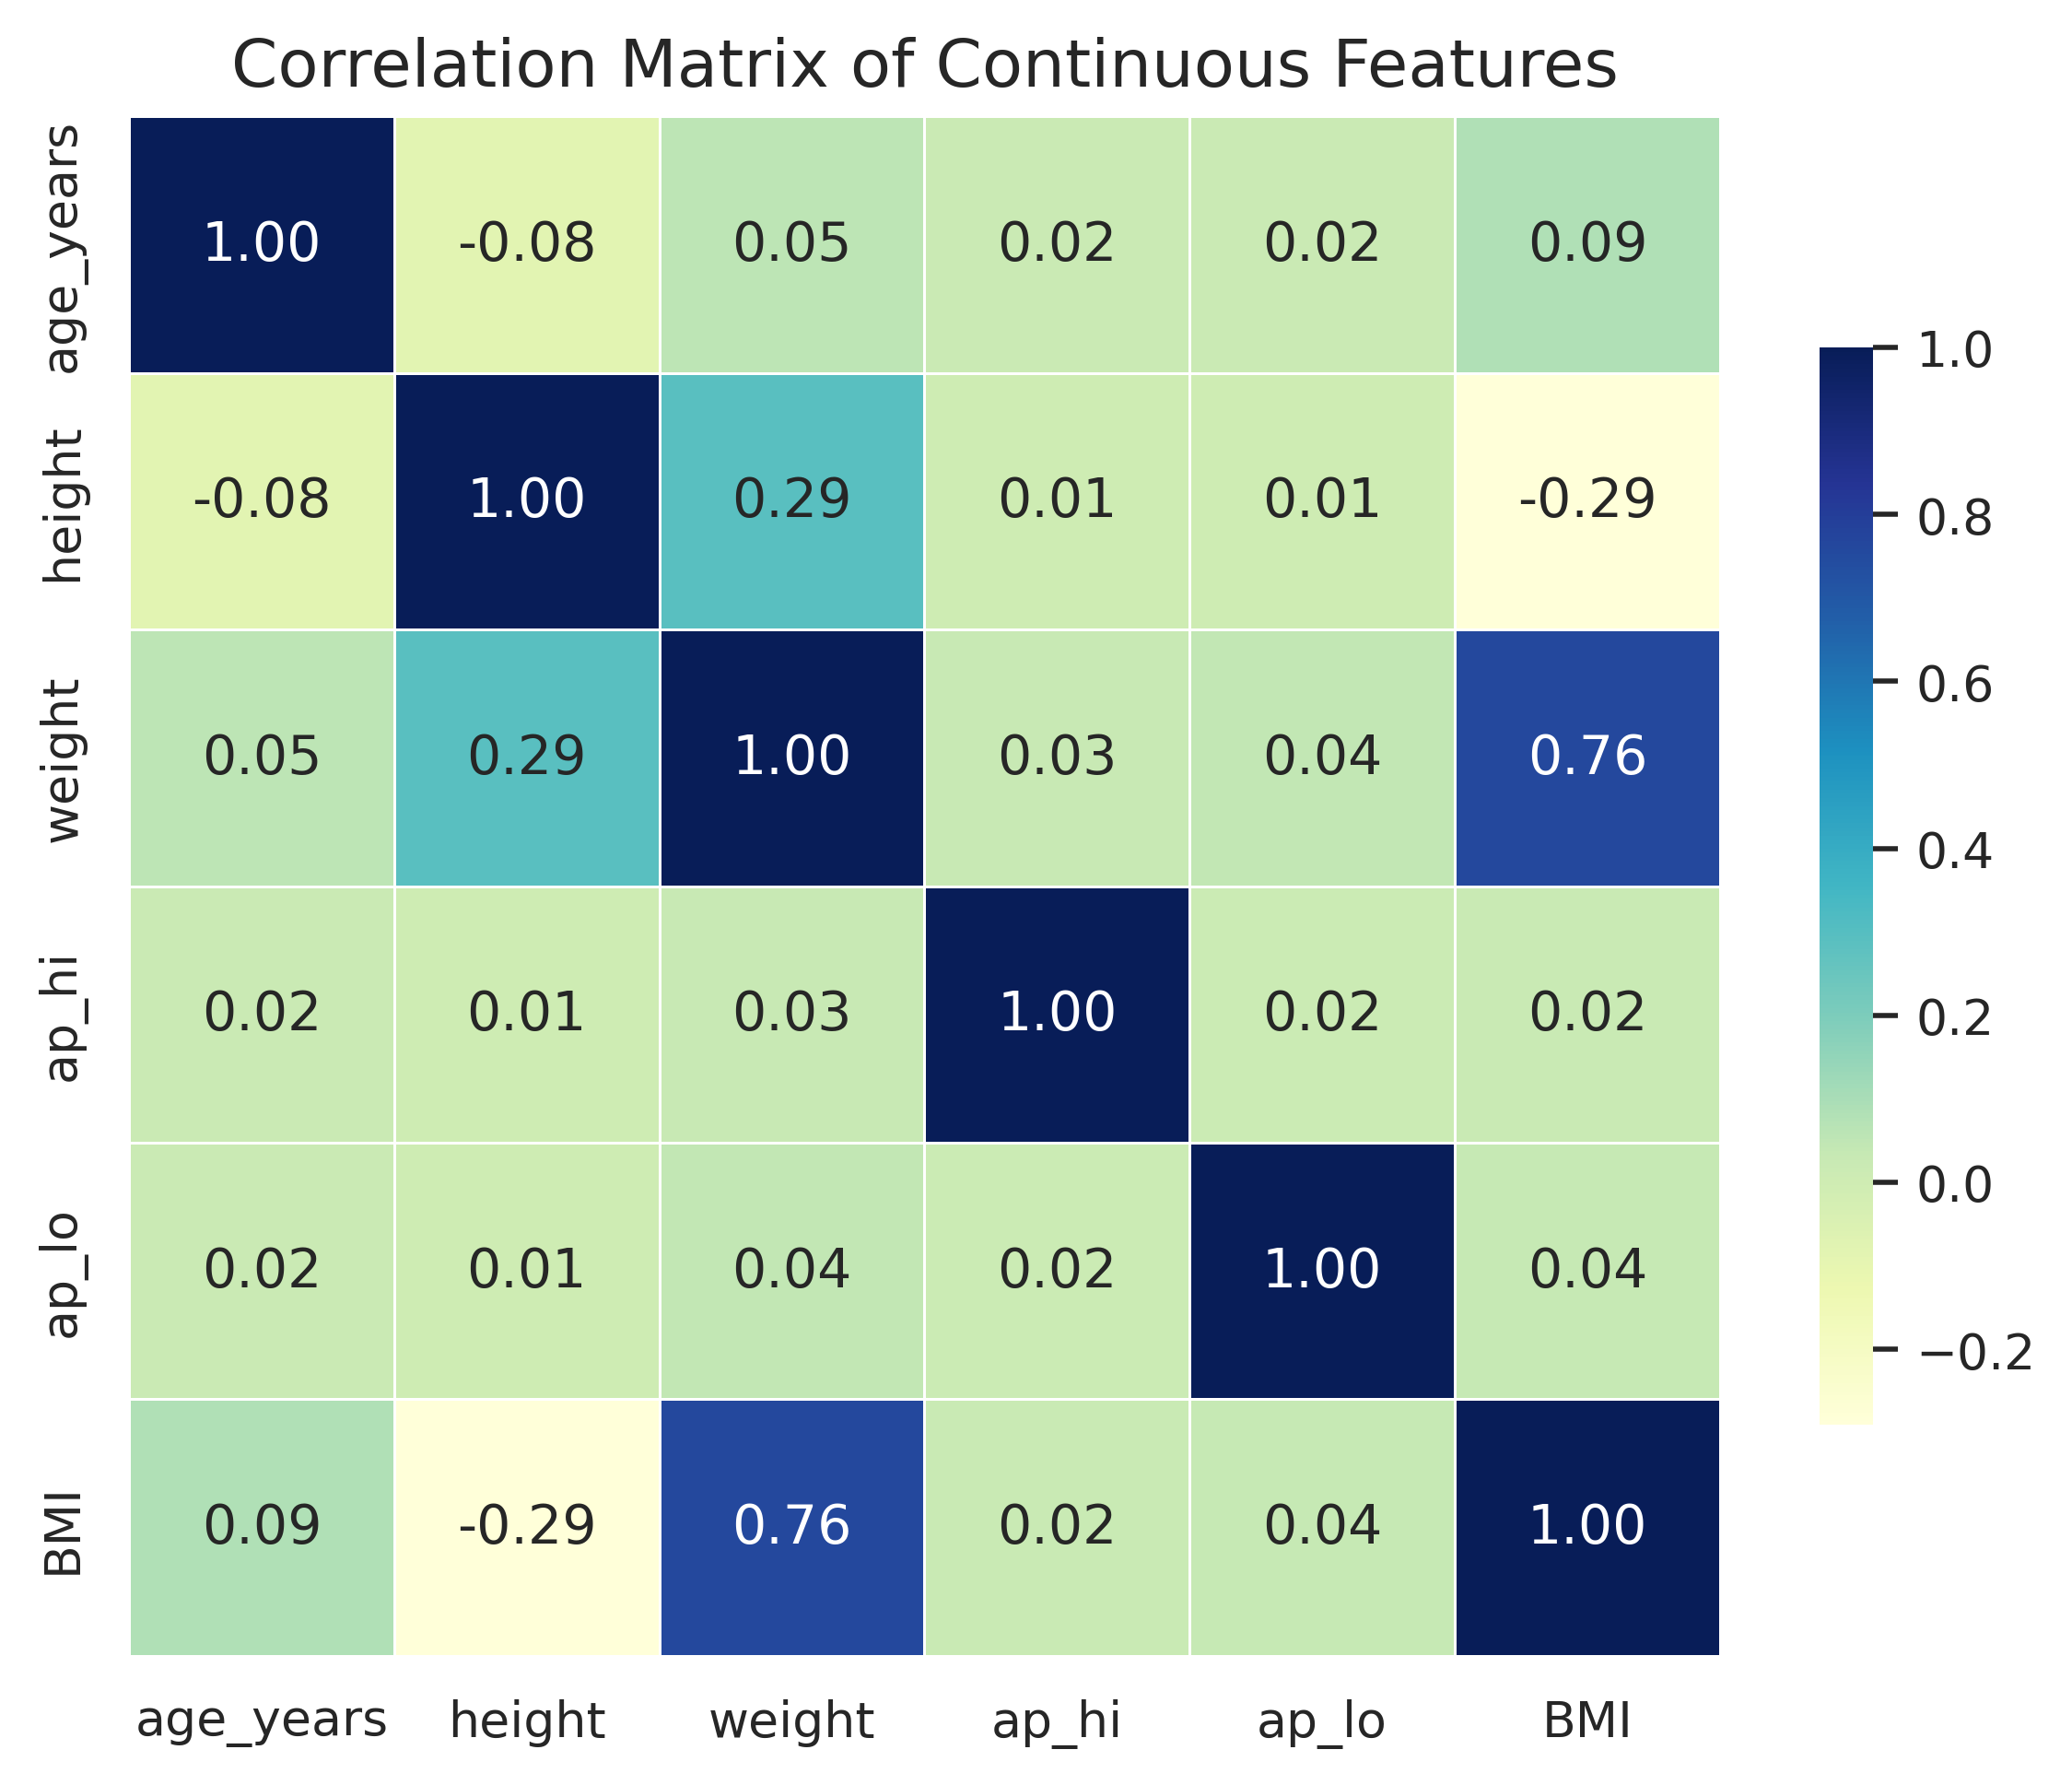 Correlation Matrix of Continuous Features
age_years 1.00 -0.08 0.05 0.02 0.02 0.09
height -0.08 1.00 0.29 0.01 0.01 -0.29
weight 0.05 0.29 1.00 0.03 0.04 0.76
ap_hi 0.02 0.01 0.03 1.00 0.02 0.02
ap_lo 0.02 0.01 0.04 0.02 1.00 0.04
BMI 0.09 -0.29 0.76 0.02 0.04 1.00
age_years height weight ap_hi ap_lo BMI
1.0
0.8
0.6
0.4
0.2
0.0
−0.2